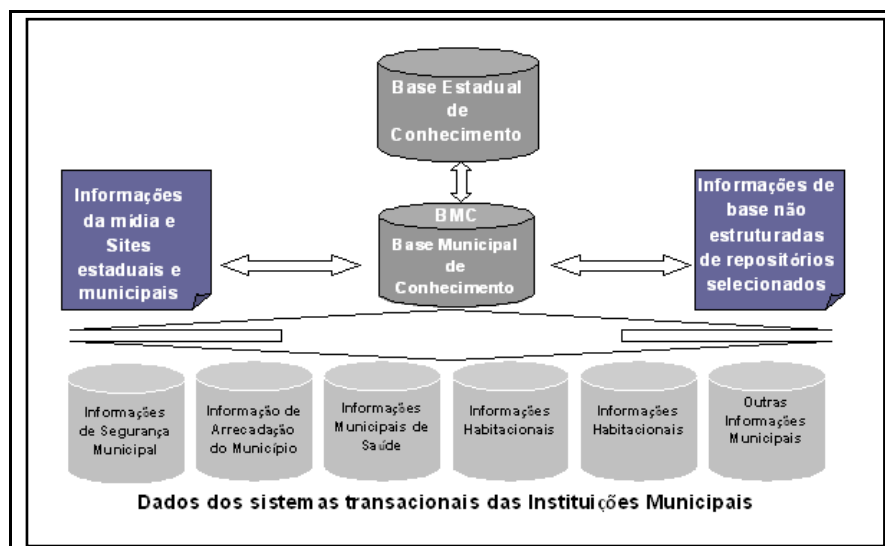 Base Estadual
de
Conhecimento
Informações
da mídia e
Sites
estaduais e
municipais
BMC
Base Municipal
de
Conhecimento
Informações de
base não
estruturadas
de repositórios
selecionados
Informações
de Segurança
Municipal
Informação de
Arrecadação
do Município
Informações
Municipais de
Saúde
Informações
Habitacionais
Informações
Habitacionais
Outras
Informações
Municipais
Dados dos sistemas transacionais das Instituições Municipais